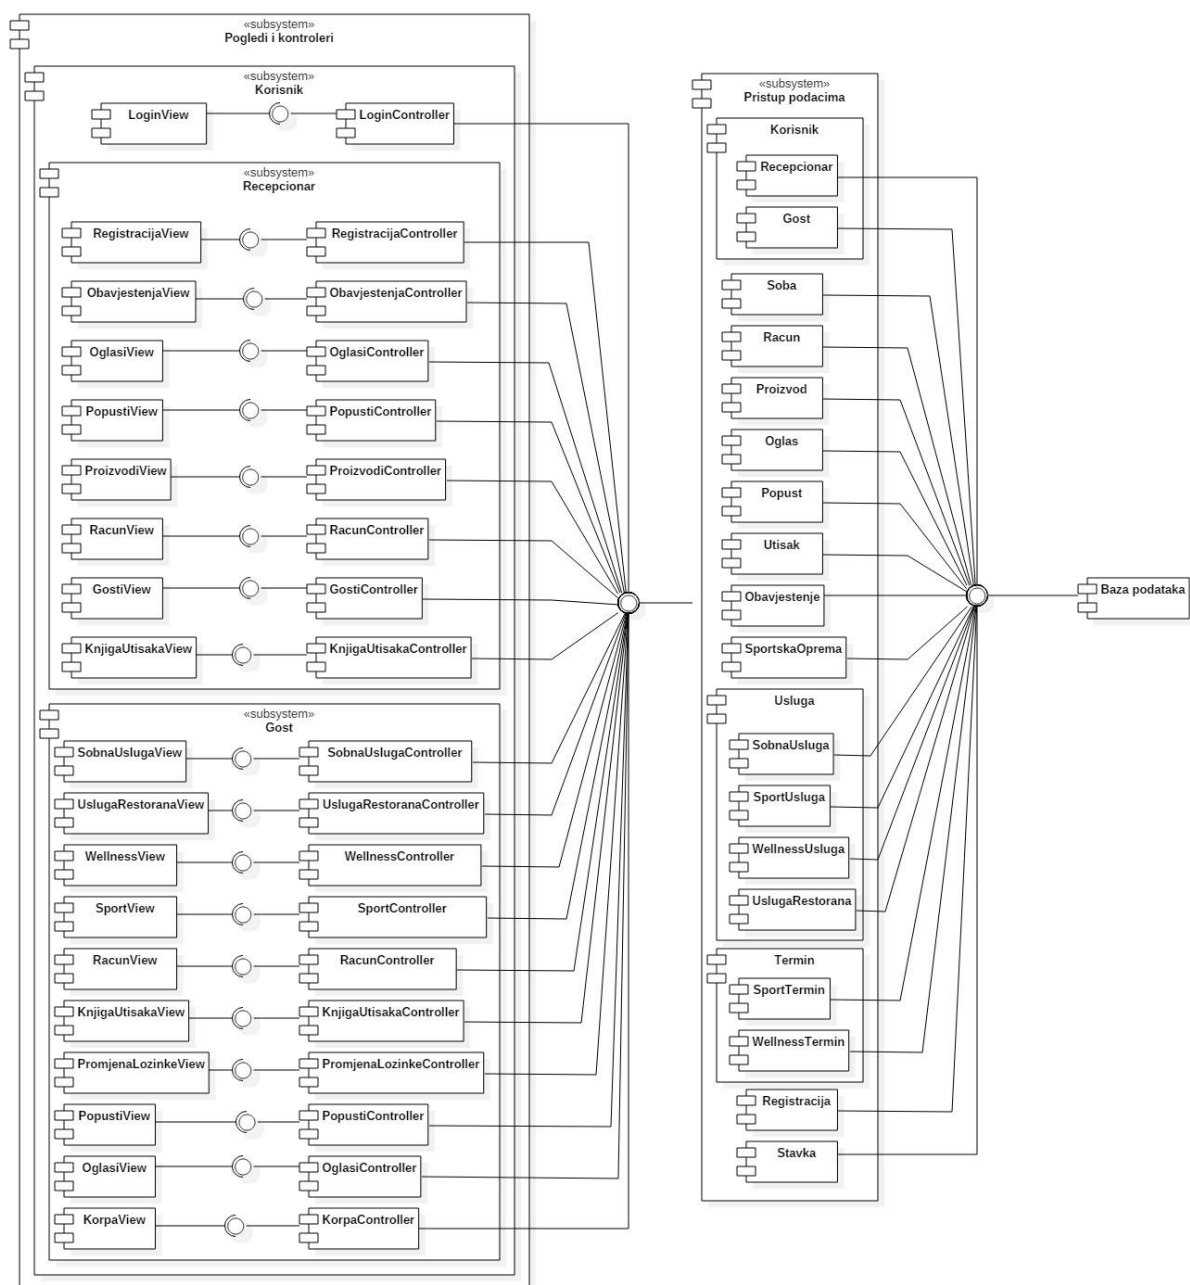 «subsystem»
Pogledi i kontroleri
«subsystem»
Korisnik
LoginView
LoginController
«subsystem»
Recepcionar
RegistracijaView
RegistracijaController
ObavjestenjaView
ObavjestenjaController
OglasiView
OglasiController
PopustiView
PopustiController
ProizvodiView
ProizvodiController
RacunView
RacunController
GostiView
GostiController
KnjigaUtisakaView
KnjigaUtisakaController
«subsystem»
Gost
SobnaUslugaView
SobnaUslugaController
UslugaRestoranaView
UslugaRestoranaController
WellnessView
WellnessController
SportView
SportController
RacunView
RacunController
KnjigaUtisakaView
KnjigaUtisakaController
PromjenaLozinkeView
PromjenaLozinkeController
PopustiView
PopustiController
OglasiView
OglasiController
KorpaView
KorpaController
«subsystem»
Pristup podacima
Korisnik
Recepcionar
Gost
Soba
Racun
Proizvod
Oglas
Popust
Utisak
Obavjestenje
SportskaOprema
Usluga
SobnaUsluga
SportUsluga
WellnessUsluga
UslugaRestorana
Termin
SportTermin
WellnessTermin
Registracija
Stavka
Baza podataka